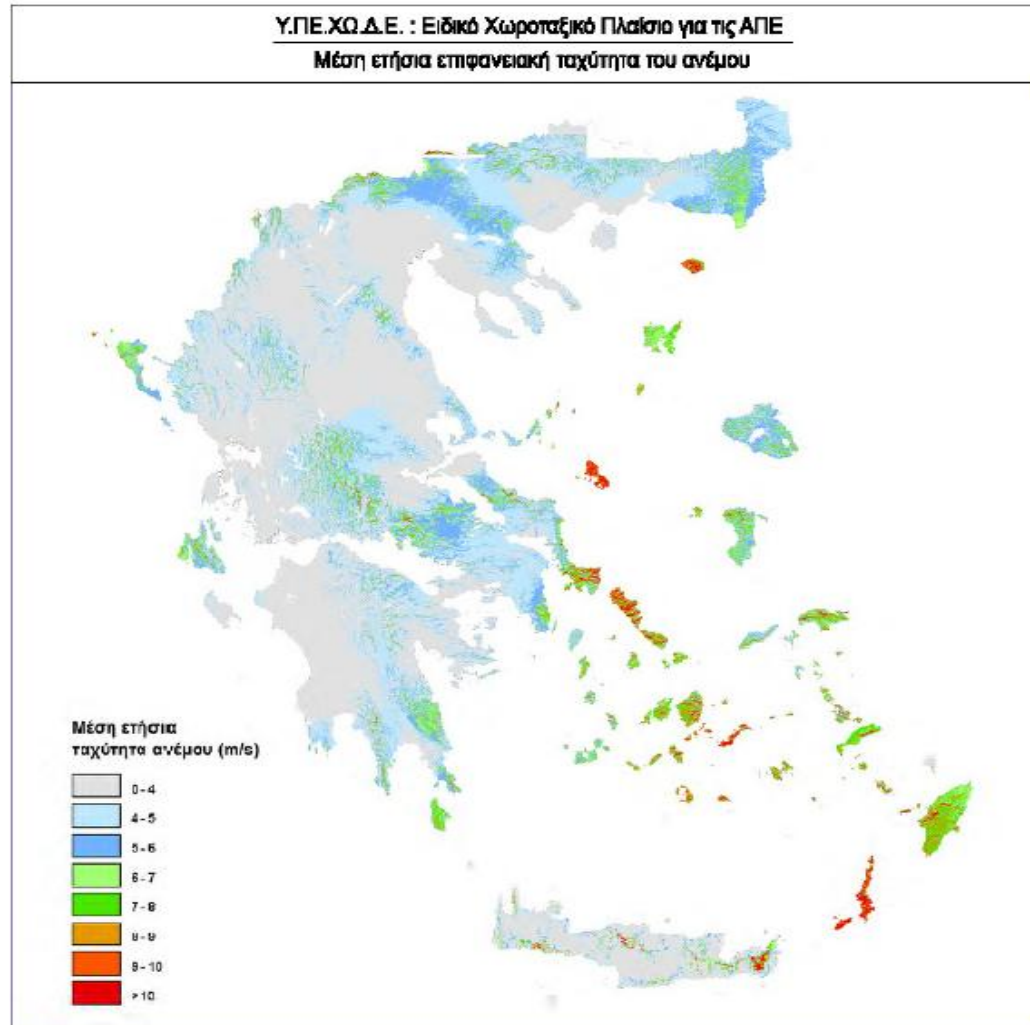 Υ.ΠΕ.ΧΩ.Δ.Ε. : Ειδικό Χωροταξικό Πλαίσιο για τις ΑΠΕ
Μέση ετήσια επιφανειακή ταχύτητα του ανέμου
Μέση ετήσια
ταχύτητα ανέμου (m/s)
0 - 4
4 - 5
5 - 6
6 - 7
7 - 8
8 - 9
9 - 10
> 10